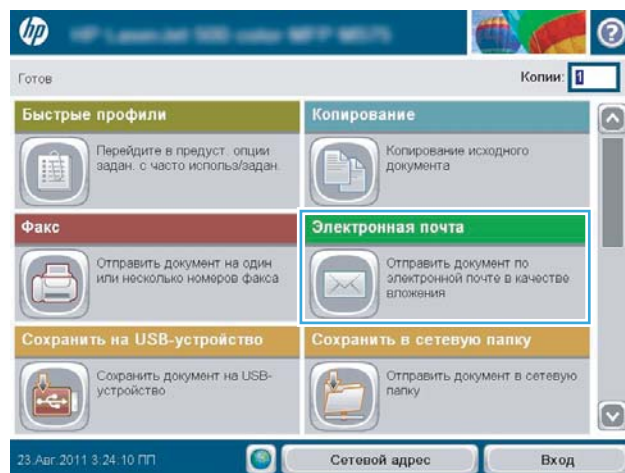 hp
Готов
Копии: 1
Быстрые профили
Перейдите в предуст. опции
задан. с часто использ/задан.
Копирование
Копирование исходного
документа
Факс
Отправить документ на один
или несколько номеров факса
Электронная почта
Отправить документ по
электронной почте в качестве
вложения
Сохранить на USB-устройство
Сохранить документ на USB-
устройство
Сохранить в сетевую папку
Отправить документ в сетевую
папку
23.Авг.2011 3:24:10 ПП
Сетевой адрес
Вход